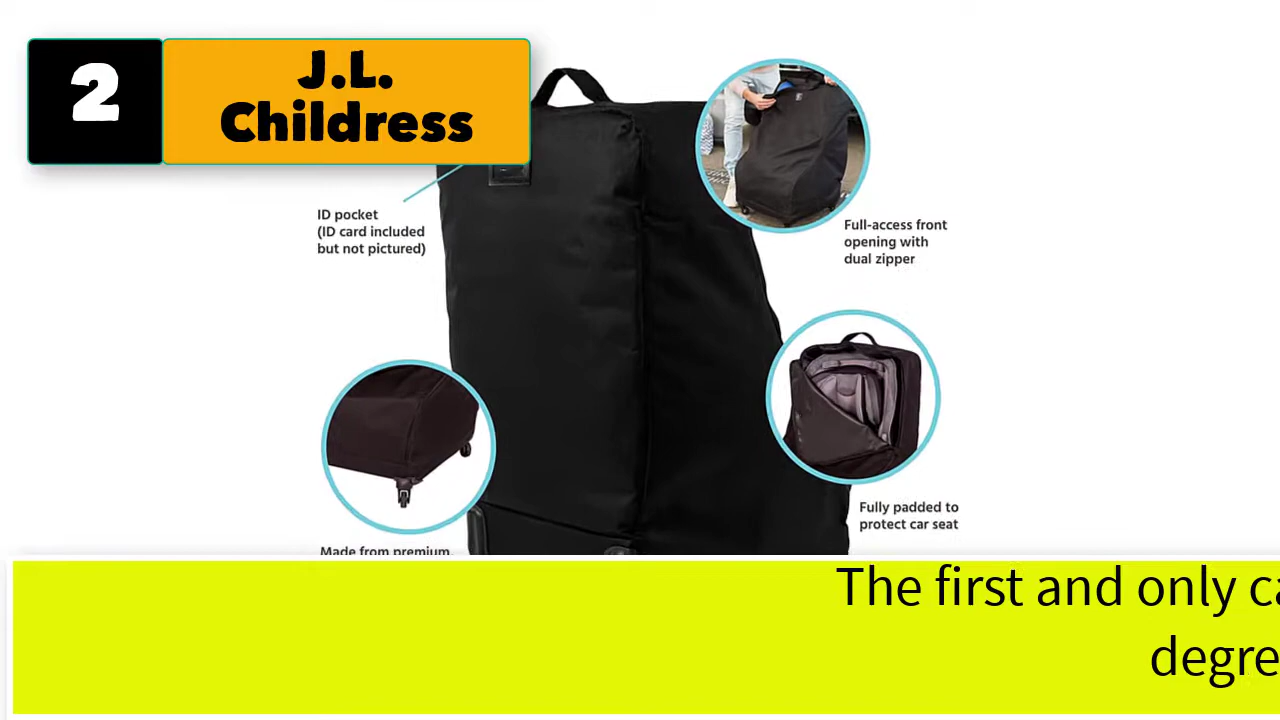 2
J.L.
Childress
ID pocket
(ID card included
but not pictured)
Full-access front
opening with
dual zipper
Fully padded to
protect car seat
Made from premium,
The first and only
degre